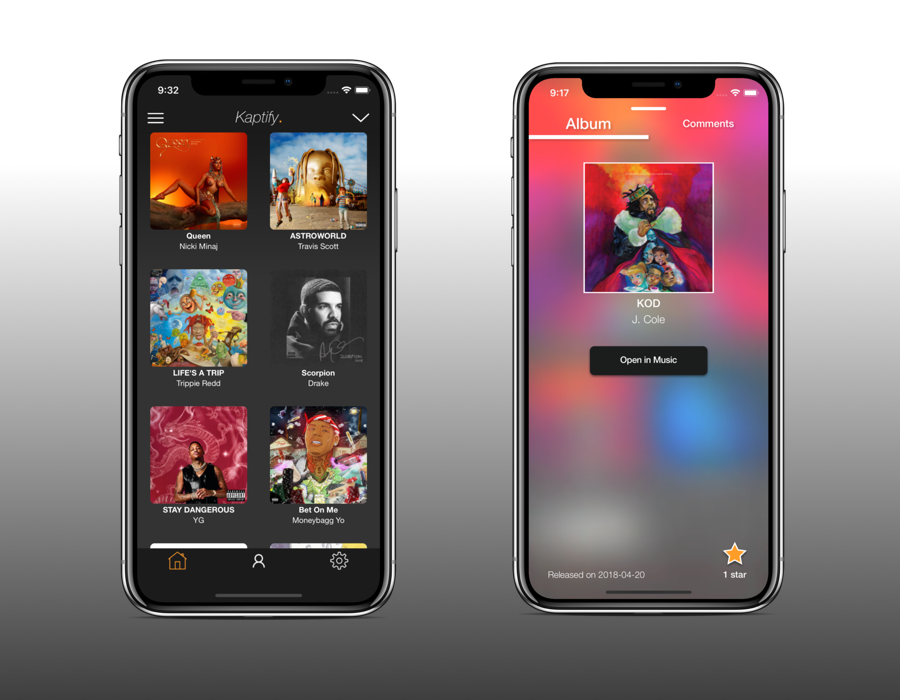 9:32
Kaptify.
Queen
Queen
Nicki Minaj
ASTROWORLD
Travis Scott
LIFE'S A TRIP
Trippie Redd
SCORPION
Scorpion
Drake
STAY DANGEROUS
YG
Bet On Me
Moneybagg Yo
9:17
Album
Comments
KOD
J. Cole
Open in Music
Released on 2018-04-20
1 star